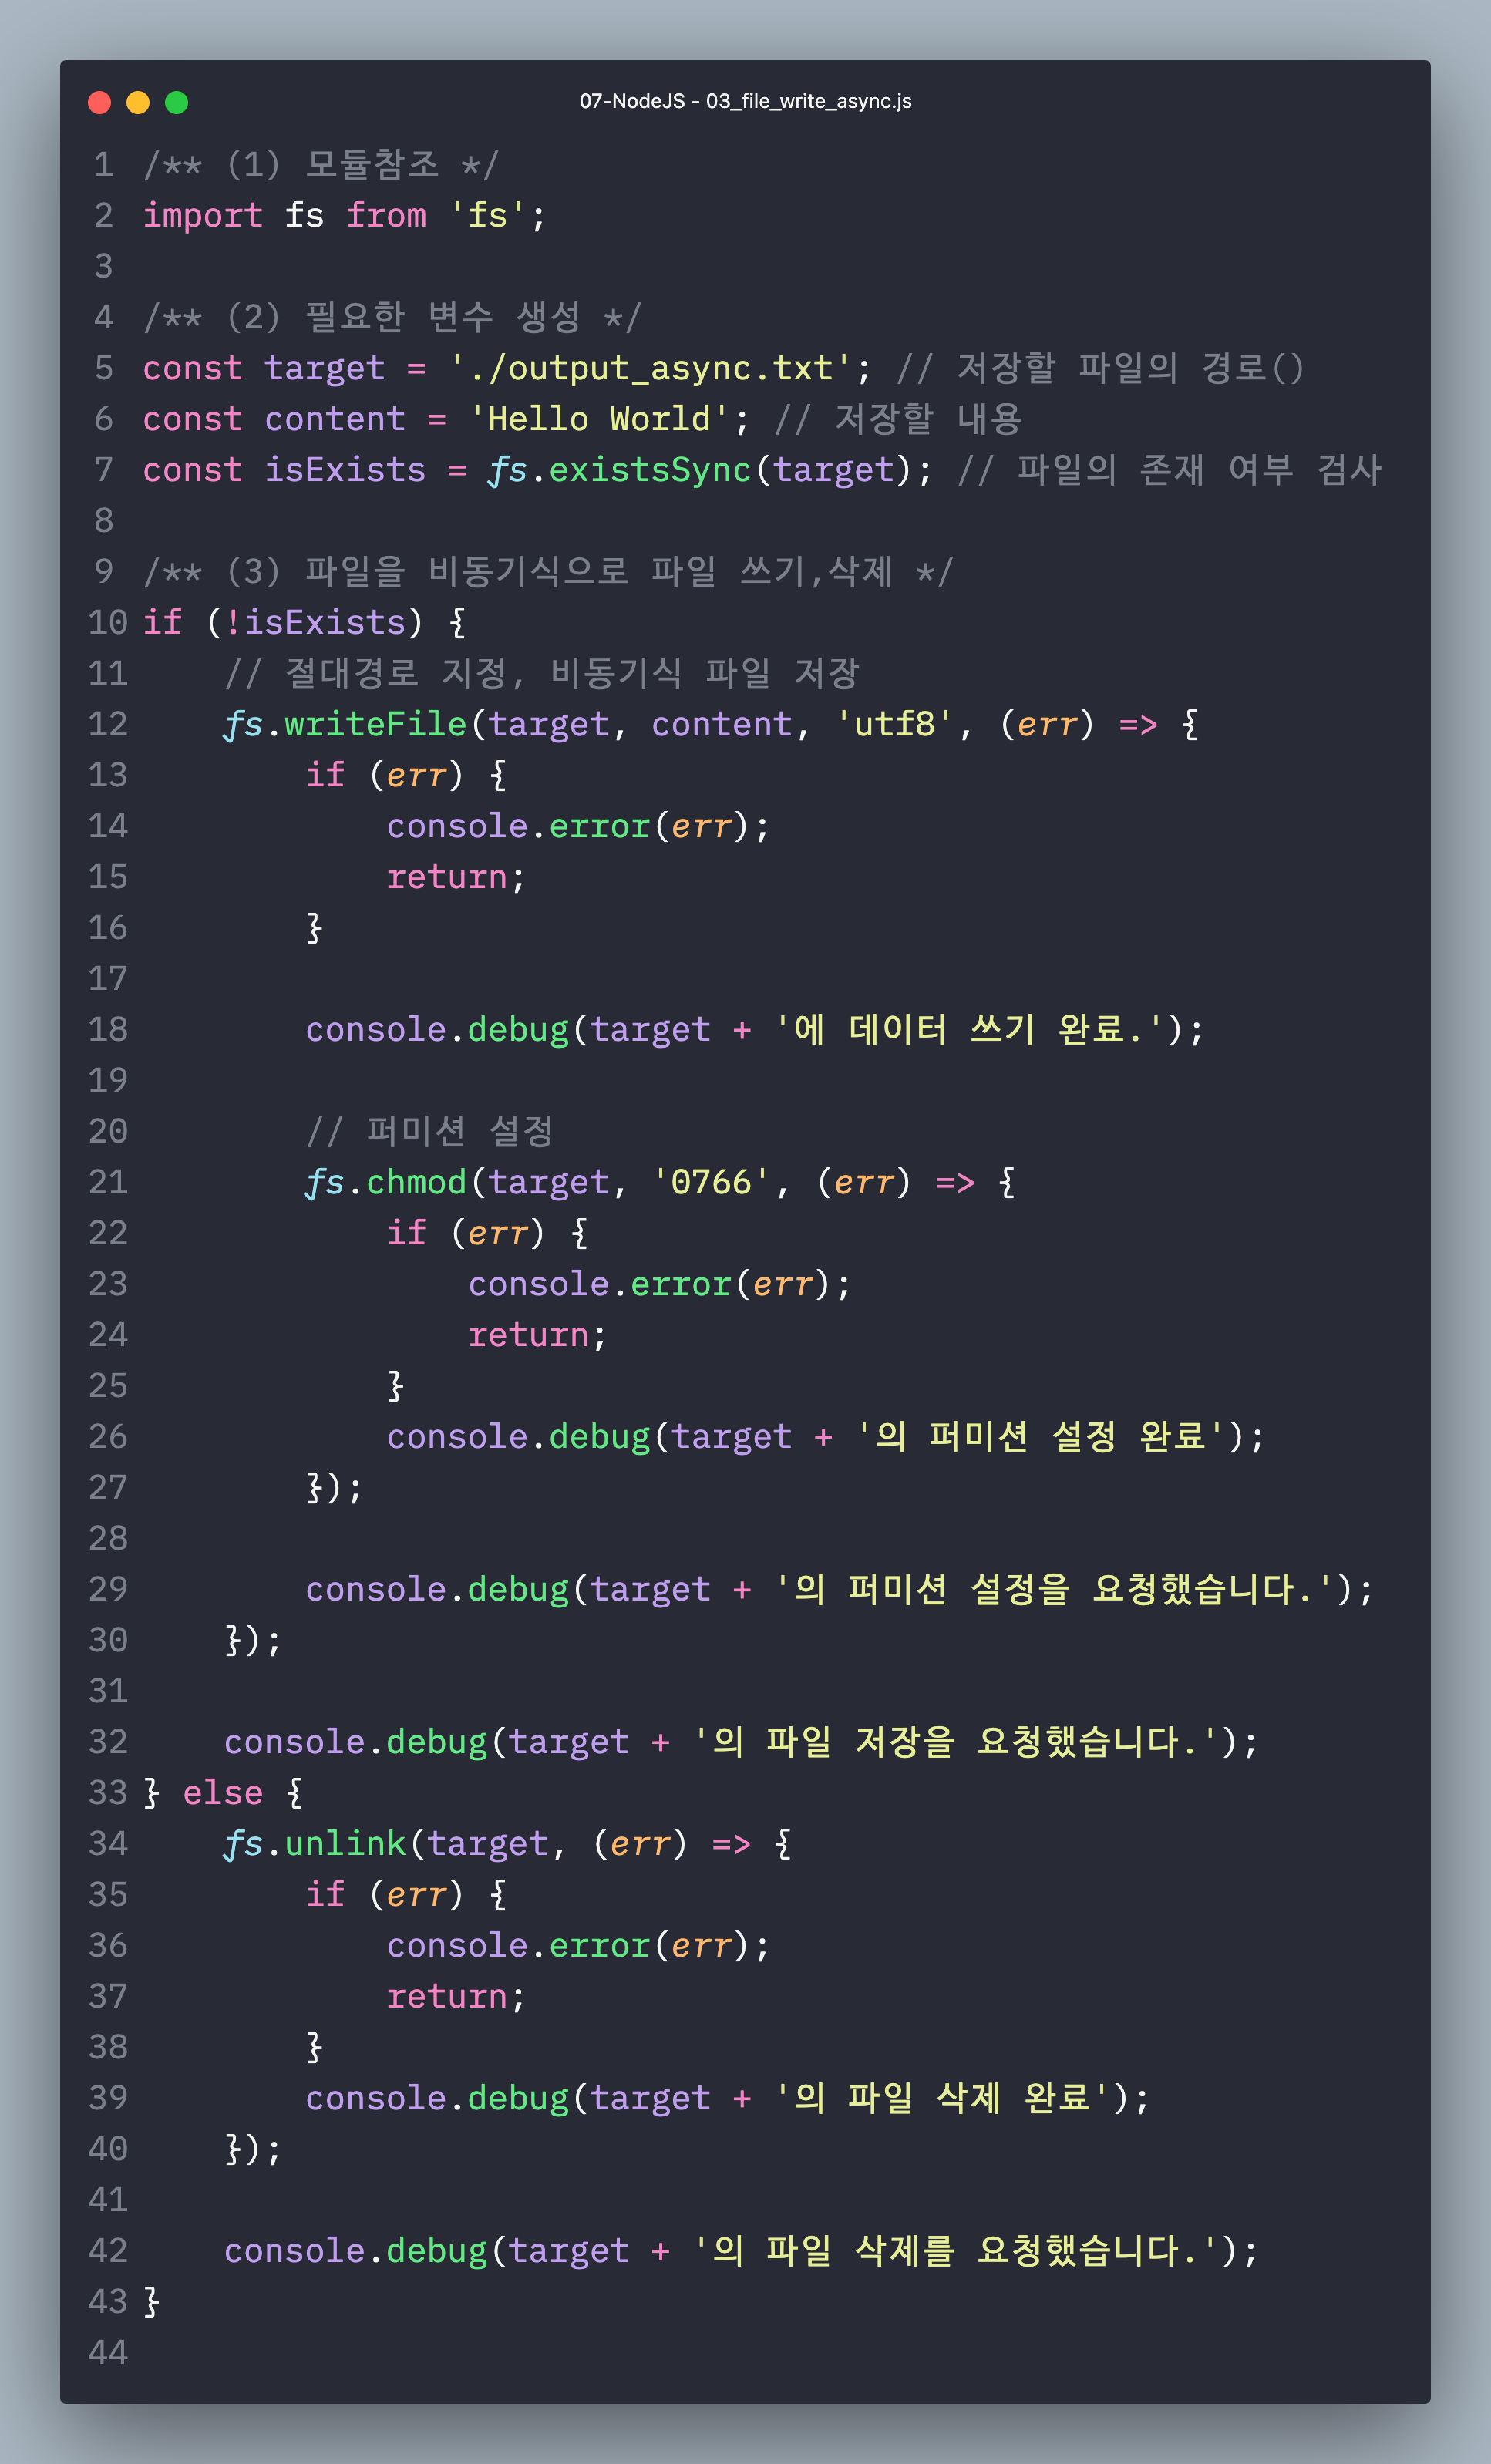 07-NodeJS - 03_file_write_async.js
1 /** (1) 모듈참조 */
2 import fs from 'fs';
3
4 /** (2) 필요한 변수 생성 */
5 const target = './output_async.txt'; // 저장할 파일의 경로()
6 const content = 'Hello World'; // 저장할 내용
7 const isExists = fs.existsSync(target); // 파일의 존재 여부 검사
8
9 /** (3) 파일을 비동기식으로 파일 쓰기,삭제 */
10 if (!isExists) {
11     // 절대경로 지정, 비동기식 파일 저장
12     fs.writeFile(target, content, 'utf8', (err) => {
13         if (err) {
14             console.error(err);
15             return;
16         }
17
18         console.debug(target + '에 데이터 쓰기 완료.');
19
20         // 퍼미션 설정
21         fs.chmod(target, '0766', (err) => {
22             if (err) {
23                 console.error(err);
24                 return;
25             }
26             console.debug(target + '의 퍼미션 설정 완료');
27         });
28
29         console.debug(target + '의 퍼미션 설정을 요청했습니다.');
30     });
31
32     console.debug(target + '의 파일 저장을 요청했습니다.');
33 } else {
34     fs.unlink(target, (err) => {
35         if (err) {
36             console.error(err);
37             return;
38         }
39         console.debug(target + '의 파일 삭제 완료');
40     });
41
42     console.debug(target + '의 파일 삭제를 요청했습니다.');
43 }
44